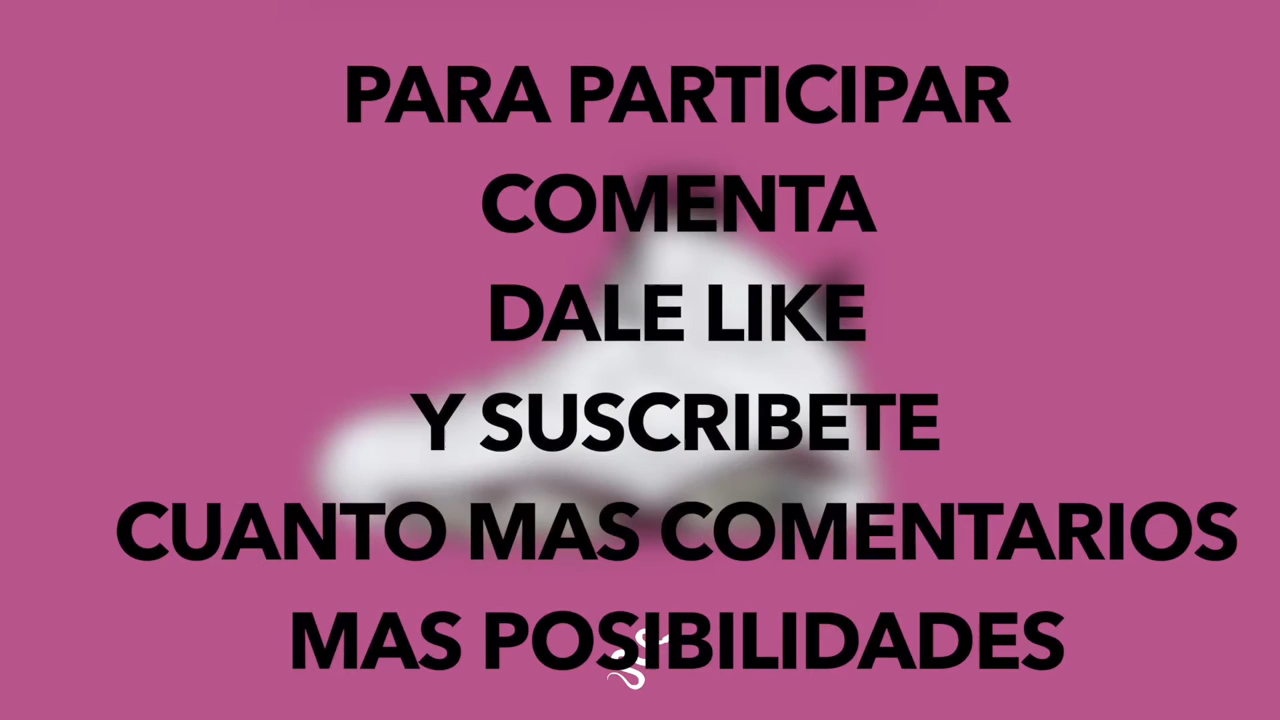 PARA PARTICIPAR
COMENTA
DALE LIKE
Y SUSCRIBETE
CUANTO MAS COMENTARIOS
MAS POSIBILIDADES